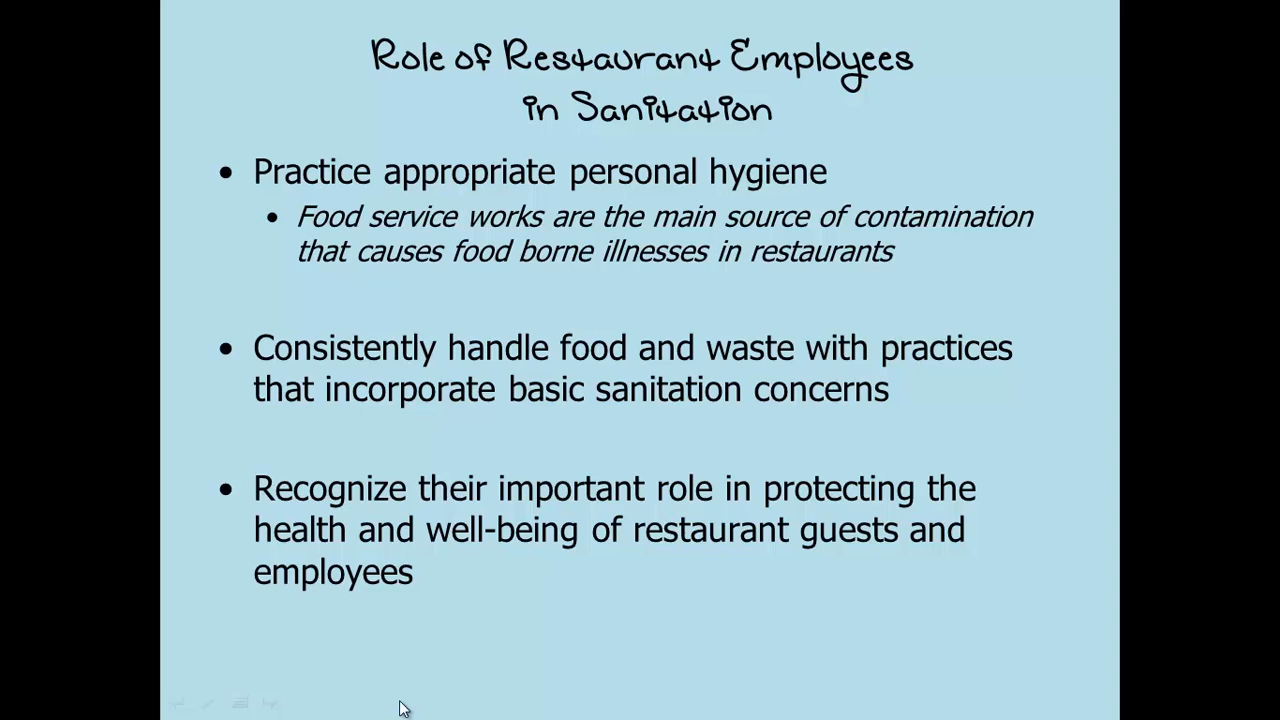 Role of Restaurant Employees
in Sanitation
• Practice appropriate personal hygiene
• Food service works are the main source of contamination
that causes food borne illnesses in restaurants
• Consistently handle food and waste with practices
that incorporate basic sanitation concerns
• Recognize their important role in protecting the
health and well-being of restaurant guests and
employees